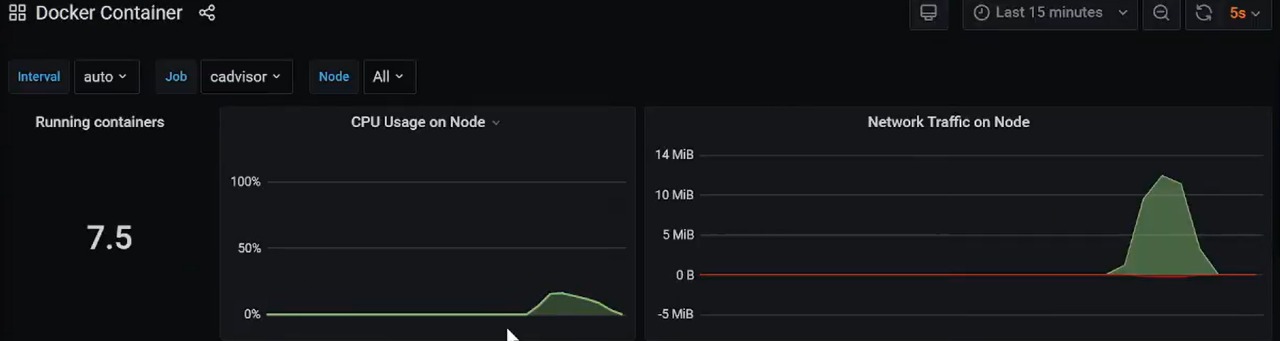 Docker Container
Last 15 minutes
5s
Interval auto Job cadvisor Node All
Running containers
7.5
CPU Usage on Node
100%
50%
0%
Network Traffic on Node
14 MiB
10 MiB
5 MiB
0 B
-5 MiB